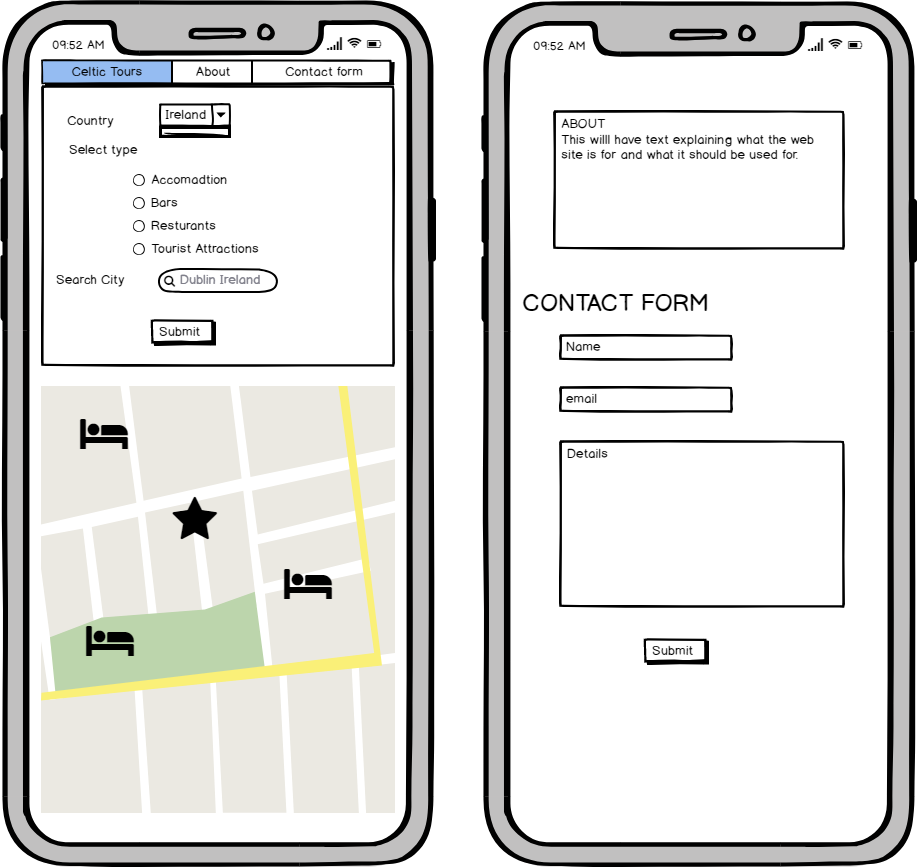 09:52 AM
Celtic Tours About Contact form
Country Ireland
Select type
Accomadtion
Bars
Resturants
Tourist Attractions
Search City Dublin Ireland
Submit
09:52 AM
ABOUT
This willl have text explaining what the web
site is for and what it should be used for.
CONTACT FORM
Name
email
Details
Submit